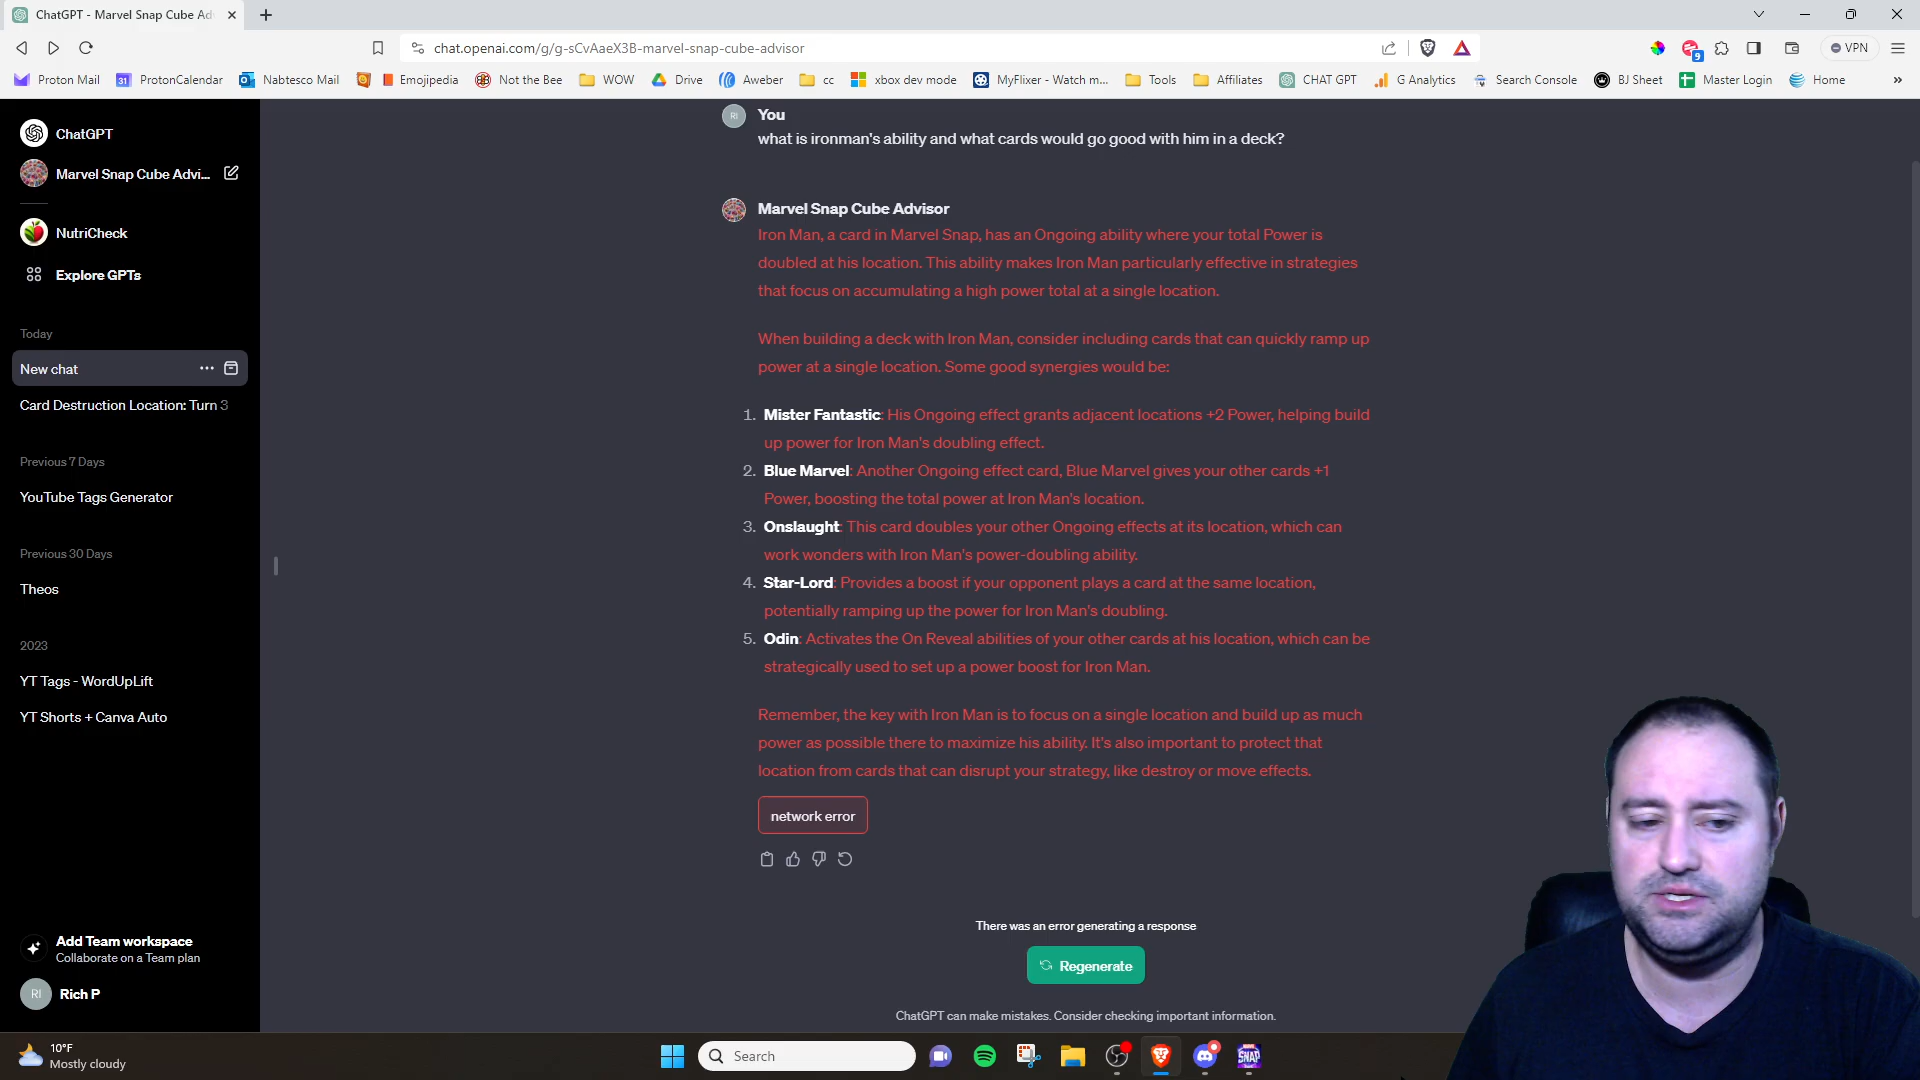 ChatGPT - Marvel Snap Cube Ad
chat.openai.com/g/g-sCvAaeX3B-marvel-snap-cube-advisor
9
VPN
Proton Mail
31
ProtonCalendar
Nabtesco Mail
Emojipedia
Not the Bee
WOW
Drive
Aweber
cc
xbox dev mode
MyFlixer - Watch m...
Tools
Affiliates
CHAT GPT
G Analytics
Search Console
BJ Sheet
Master Login
Home
ChatGPT
Marvel Snap Cube Advi...
NutriCheck
Explore GPTs
Today
New chat
Card Destruction Location: Turn 3
Previous 7 Days
YouTube Tags Generator
Previous 30 Days
Theos
2023
YT Tags - WordUpLift
YT Shorts + Canva Auto
Add Team workspace
Collaborate on a Team plan
RI
Rich P
RI
You
what is ironman's ability and what cards would go good with him in a deck?
Marvel Snap Cube Advisor
Iron Man, a card in Marvel Snap, has an Ongoing ability where your total Power is
doubled at his location. This ability makes Iron Man particularly effective in strategies
that focus on accumulating a high power total at a single location.
When building a deck with Iron Man, consider including cards that can quickly ramp up
power at a single location. Some good synergies would be:
1. Mister Fantastic: His Ongoing effect grants adjacent locations +2 Power, helping build
up power for Iron Man's doubling effect.
2. Blue Marvel: Another Ongoing effect card, Blue Marvel gives your other cards +1
Power, boosting the total power at Iron Man's location.
3. Onslaught: This card doubles your other Ongoing effects at its location, which can
work wonders with Iron Man's power-doubling ability.
4. Star-Lord: Provides a boost if your opponent plays a card at the same location,
potentially ramping up the power for Iron Man's doubling.
5. Odin: Activates the On Reveal abilities of your other cards at his location, which can be
strategically used to set up a power boost for Iron Man.
Remember, the key with Iron Man is to focus on a single location and build up as much
power as possible there to maximize his ability. It's also important to protect that
location from cards that can disrupt your strategy, like destroy or move effects.
network error
There was an error generating a response
Regenerate
ChatGPT can make mistakes. Consider checking important information.
10°F
Mostly cloudy
Search
SNAP